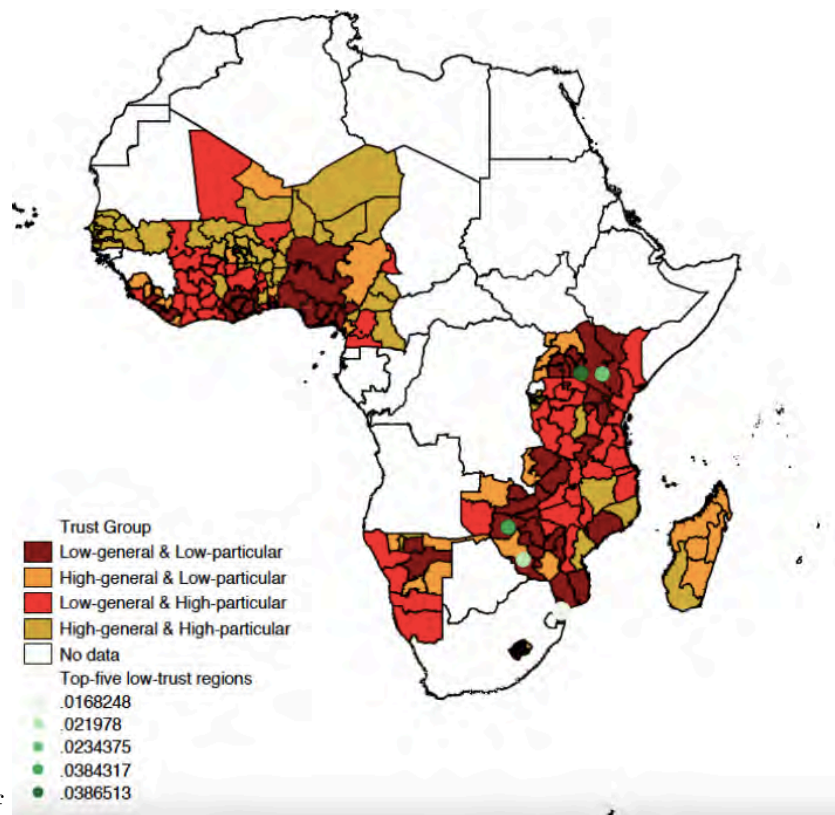 Trust Group
Low-general & Low-particular
High-general & Low-particular
Low-general & High-particular
High-general & High-particular
No data
Top-five low-trust regions
.0168248
.021978
.0234375
.0384317
.0386513